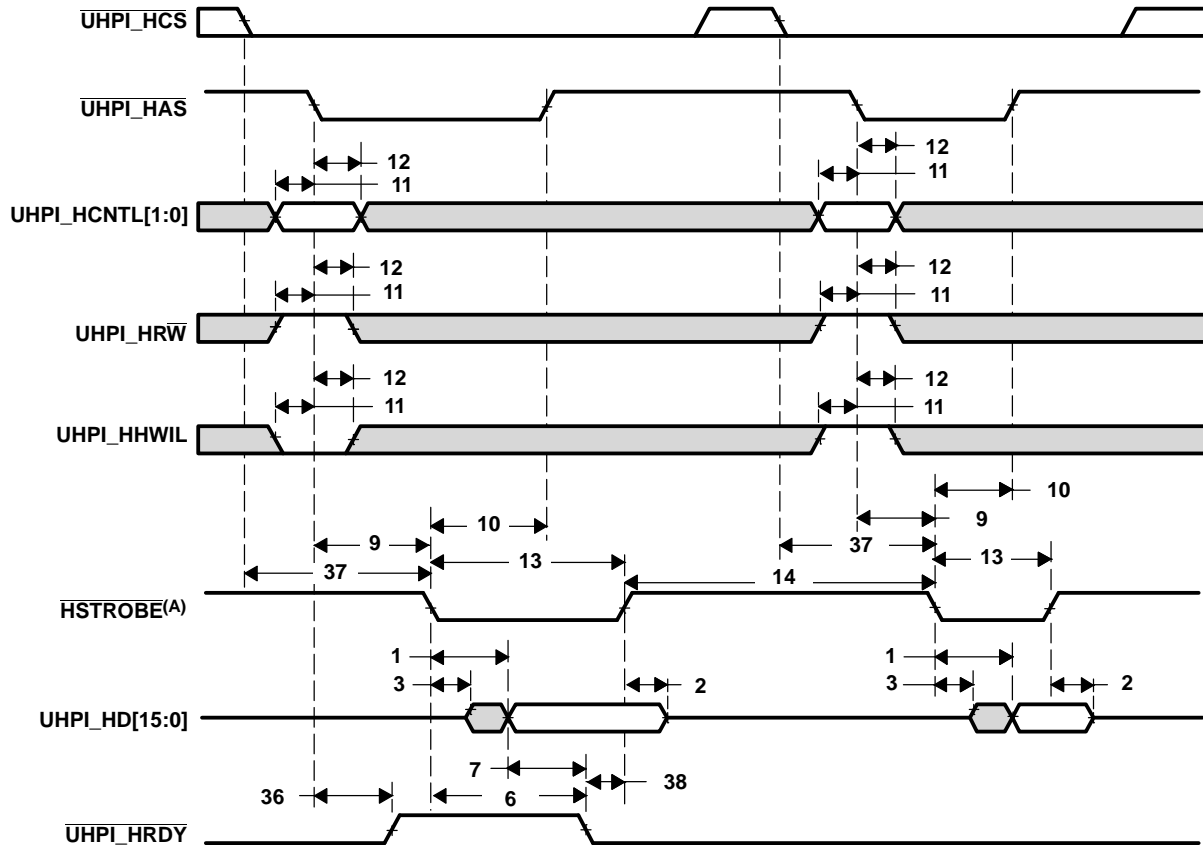 UHPI_HCS
UHPI_HAS
12 12
11 11
UHPI_HCNTL[1:0]
12 12
11 11
UHPI_HRW
12 12
11 11
UHPI_HHWIL
10
10 9
9 37
13 13
37 14
HSTROBE(A)
1 1
3 2 3 2
UHPI_HD[15:0]
7 38
36 6
UHPI_HRDY